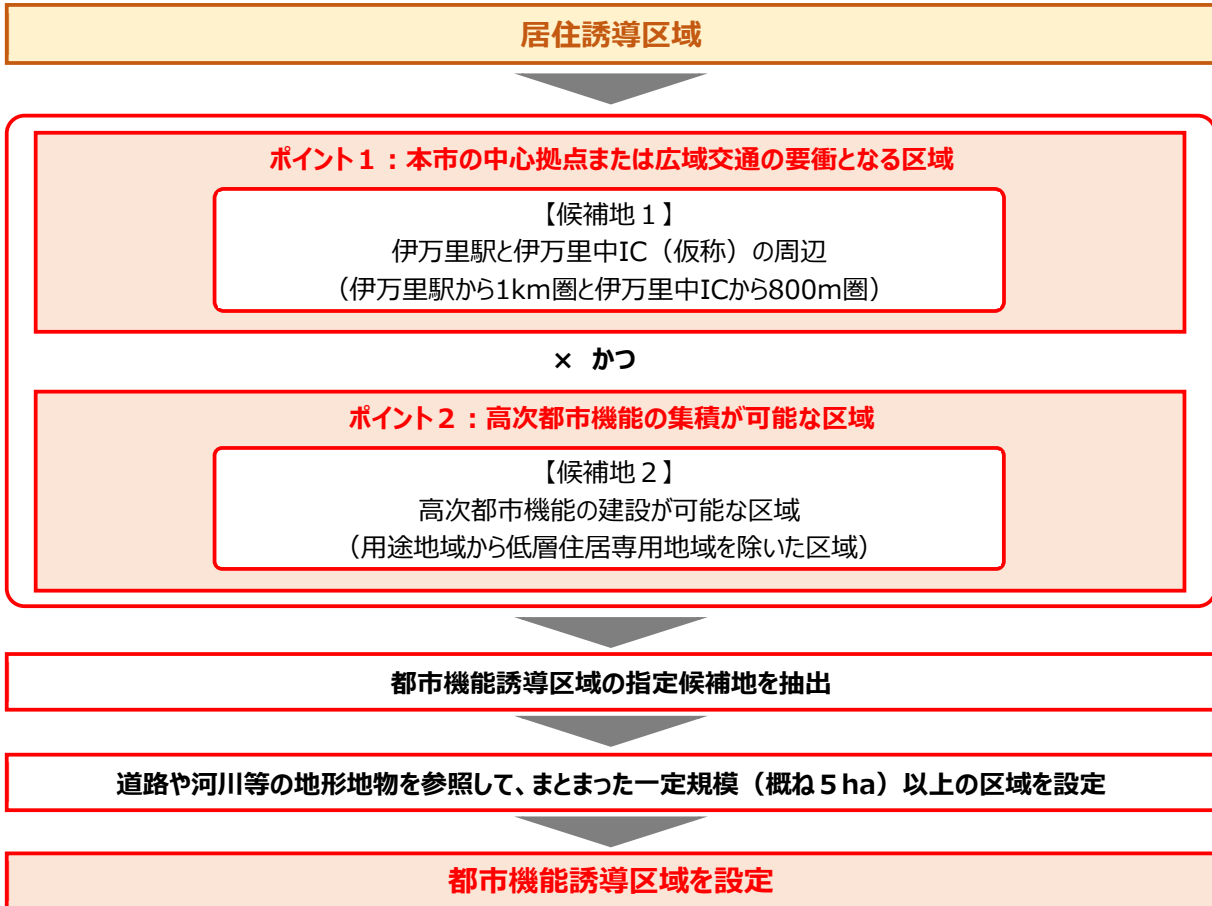 居住誘導区域
ポイント１：本市の中心拠点または広域交通の要衝となる区域
【候補地１】
伊万里駅と伊万里中IC（仮称）の周辺
（伊万里駅から1km圏と伊万里中ICから800m圏）
× かつ
ポイント２：高次都市機能の集積が可能な区域
【候補地２】
高次都市機能の建設が可能な区域
（用途地域から低層住居専用地域を除いた区域）
都市機能誘導区域の指定候補地を抽出
道路や河川等の地形地物を参照して、まとまった一定規模（概ね５ha）以上の区域を設定
都市機能誘導区域を設定